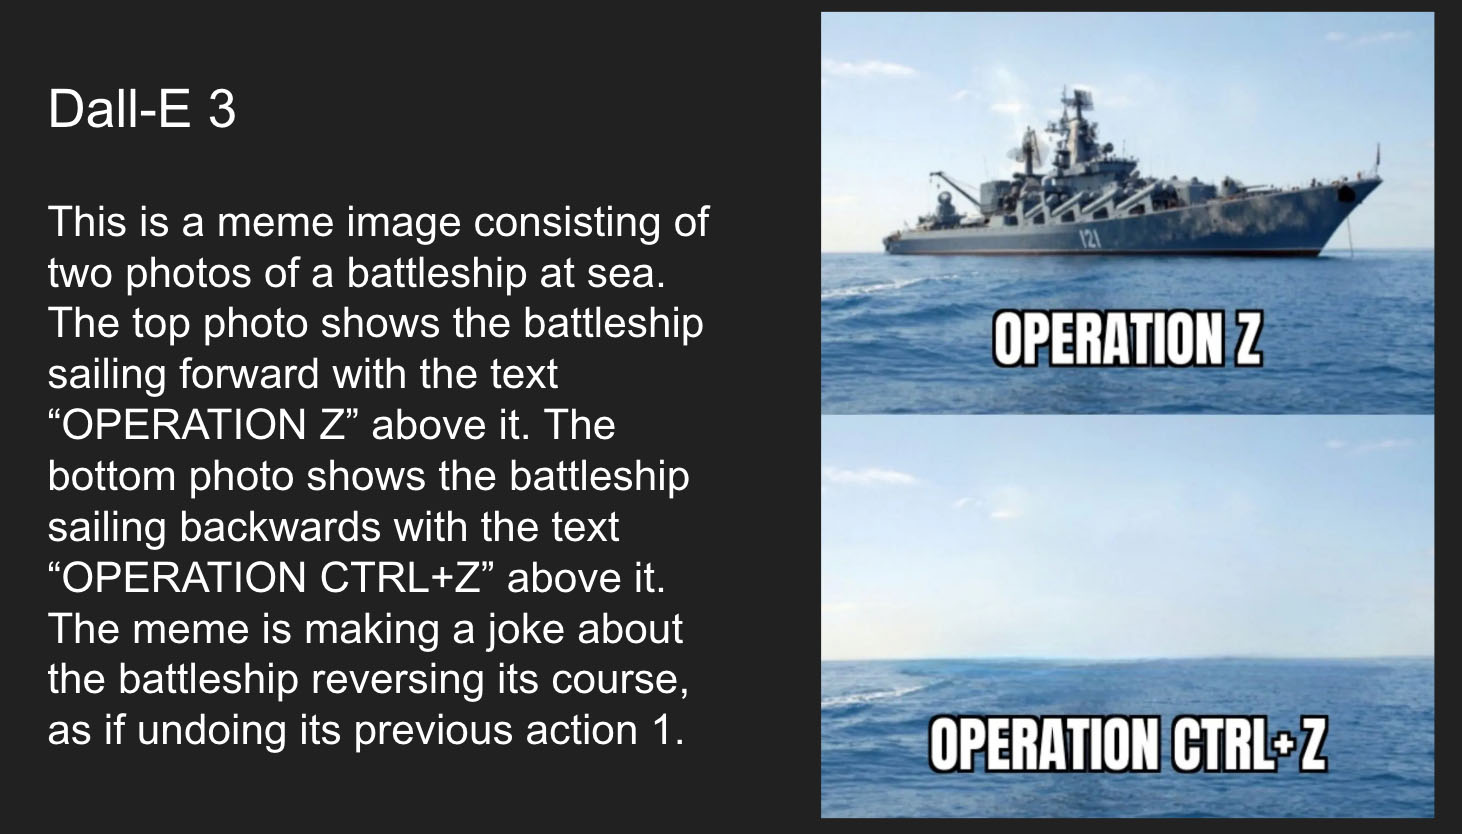 Dall-E 3
This is a meme image consisting of
two photos of a battleship at sea.
The top photo shows the battleship
sailing forward with the text
“OPERATION Z” above it. The
bottom photo shows the battleship
sailing backwards with the text
“OPERATION CTRL+Z” above it.
The meme is making a joke about
the battleship reversing its course,
as if undoing its previous action 1.
121
OPERATION Z
OPERATION CTRL+Z